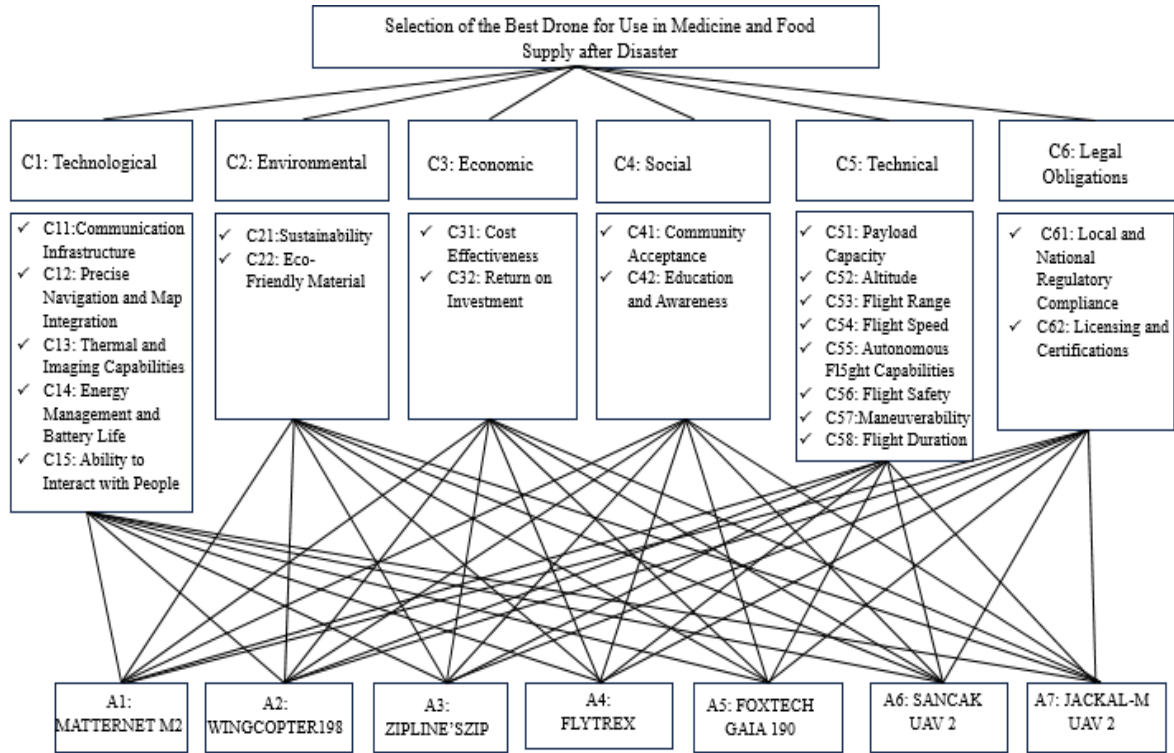 Selection of the Best Drone for Use in Medicine and Food
Supply after Disaster
C1: Technological
C2: Environmental
C3: Economic
C4: Social
C5: Technical
C6: Legal
Obligations
✓ C11:Communication
Infrastructure
✓ C12: Precise
Navigation and Map
Integration
✓ C13: Thermal and
Imaging Capabilities
✓ C14: Energy
Management and
Battery Life
✓ C15: Ability to
Interact with People
✓ C21:Sustainability
✓ C22: Eco-
Friendly Material
✓ C31: Cost
Effectiveness
✓ C32: Return on
Investment
✓ C41: Community
Acceptance
✓ C42: Education
and Awareness
✓ C51: Payload
Capacity
✓ C52: Altitude
✓ C53: Flight Range
✓ C54: Flight Speed
✓ C55: Autonomous
Fl5ght Capabilities
✓ C56: Flight Safety
✓ C57:Maneuverability
✓ C58: Flight Duration
✓ C61: Local and
National
Regulatory
Compliance
✓ C62: Licensing and
Certifications
A1:
MATTERNET M2
A2:
WINGCOPTER198
A3:
ZIPLINE’SZIP
A4:
FLYTREX
A5: FOXTECH
GAIA 190
A6: SANCAK
UAV 2
A7: JACKAL-M
UAV 2